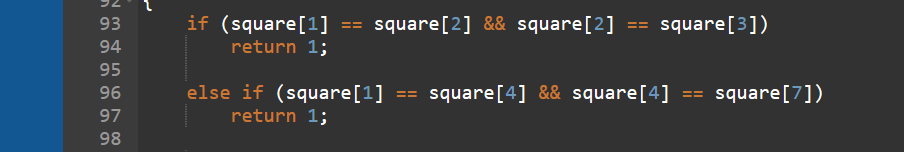 92 {
93 if (square[1] == square[2] && square[2] == square[3])
94 return 1;
95
96 else if (square[1] == square[4] && square[4] == square[7])
97 return 1;
98